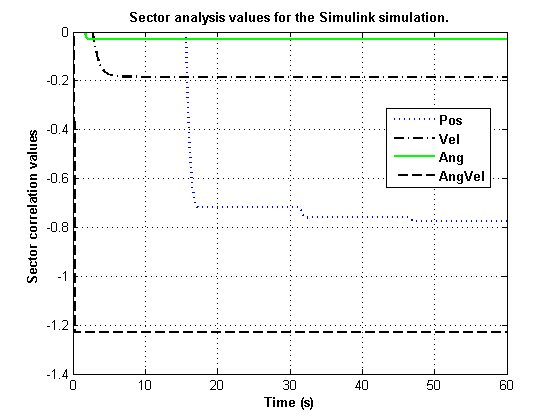 Sector analysis values for the Simulink simulation.
0
-0.2
-0.4
-0.6
-0.8
-1
-1.2
-1.4
Sector correlation values
Pos
Vel
Ang
AngVel
0 10 20 30 40 50 60
Time (s)